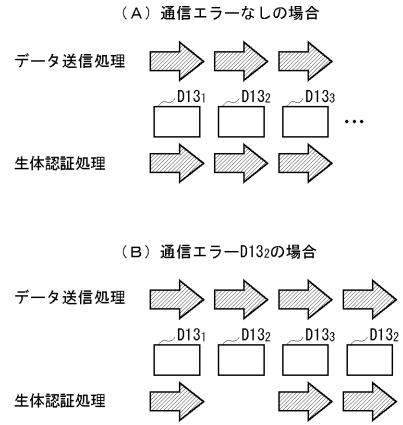 （A）通信エラーなしの場合
データ送信処理
D13₁ D13₂ D13₃ …
生体認証処理
（B）通信エラーD13₂の場合
データ送信処理
D13₁ D13₂ D13₃ D13₂
生体認証処理